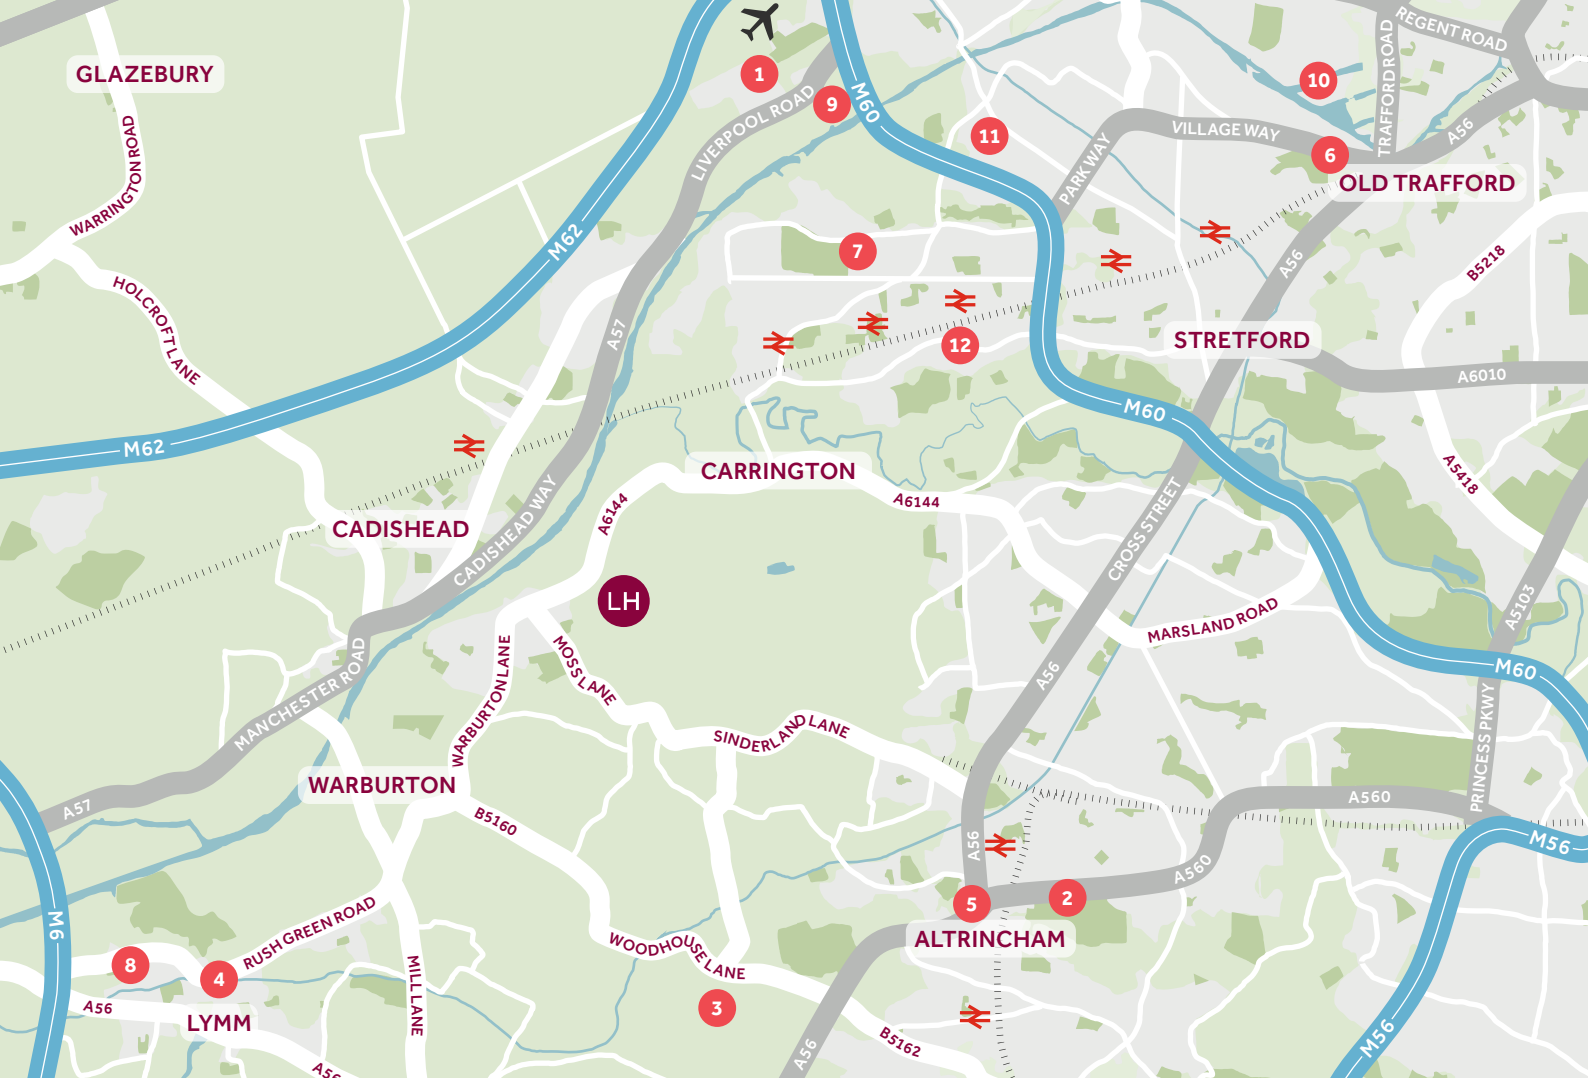 REGENT ROAD
TRAFFORD ROAD
GLAZEBURY
1
10
LIVERPOOL ROAD
9
M60
11
VILLAGE WAY
A56
6
PARKWAY
OLD TRAFFORD
WARRINGTON ROAD
M62
7
A56
B5218
HOLCROFT LANE
A57
12
STRETFORD
A6010
M60
M62
CARRINGTON
A6144
A5418
A6144
CADISHEAD
CADISHEAD WAY
CROSS STREET
LH
A5103
MARSLAND ROAD
MOSS LANE
WARBURTON LANE
MANCHESTER ROAD
A56
M60
SINDERLAND LANE
PRINCESS PKWY
WARBURTON
A57
B5160
A560
A56
M56
A560
5
2
M6
RUSH GREEN ROAD
WOODHOUSE LANE
ALTRINCHAM
8
4
MILL LANE
3
A56
LYMM
B5162
M56
A56
A56